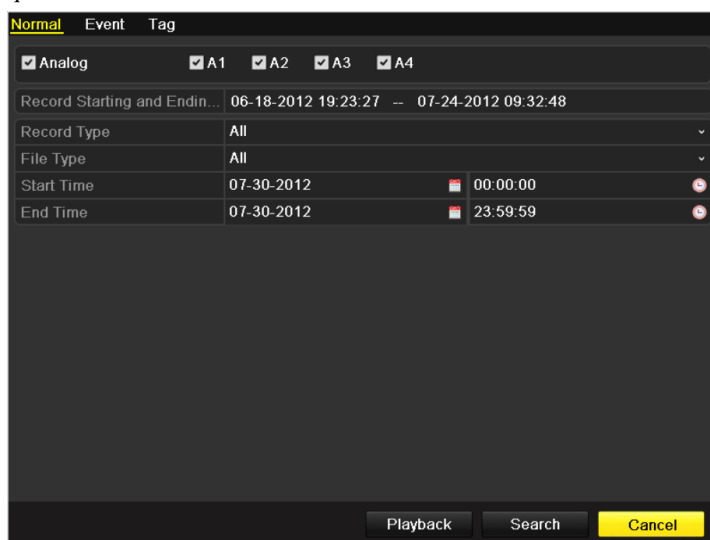 Normal Event Tag
Analog A1 A2 A3 A4
Record Starting and Endin... 06-18-2012 19:23:27 -- 07-24-2012 09:32:48
Record Type All
File Type All
Start Time 07-30-2012 00:00:00
End Time 07-30-2012 23:59:59
Playback Search Cancel